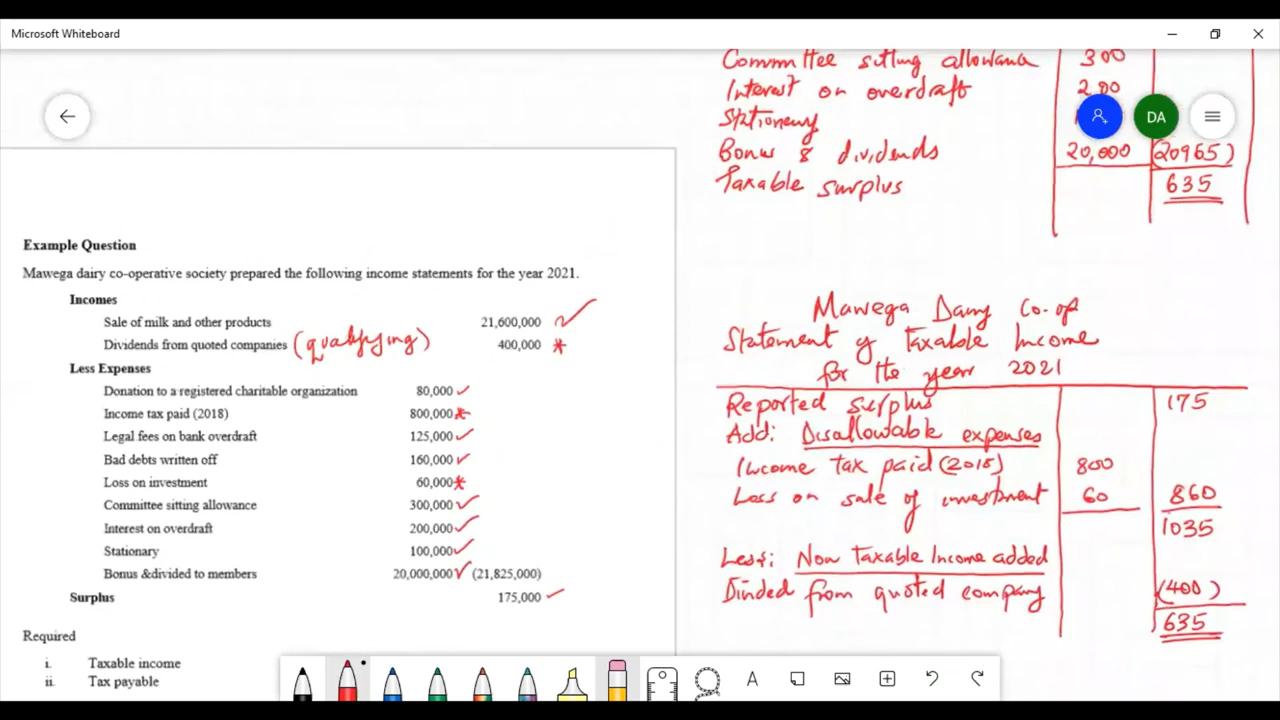 Microsoft Whiteboard
Example Question
Mawega dairy co-operative society prepared the following income statements for the year 2021.
Incomes
Sale of milk and other products 21,600,000
Dividends from quoted companies (qualifying) 400,000 *
Less Expenses
Donation to a registered charitable organization 80,000
Income tax paid (2018) 800,000 *
Legal fees on bank overdraft 125,000
Bad debts written off 160,000
Loss on investment 60,000 *
Committee sitting allowance 300,000
Interest on overdraft 200,000
Stationary 100,000
Bonus &divided to members 20,000,000 (21,825,000)
Surplus 175,000
Required
i. Taxable income
ii. Tax payable
Committee sitting allowance 300
Interest on overdraft 200
DA
Stationery
Bonus & dividends 20,000 (20965)
Taxable surplus 635
Mawega Dairy Co-op
Statement of Taxable Income
for the year 2021
Reported surplus 175
Add: Disallowable expenses
Income tax paid (2018) 800
Loss on sale of investment 60 860
1035
Less: Non Taxable Income added
Dinded from quoted company (400)
635
A